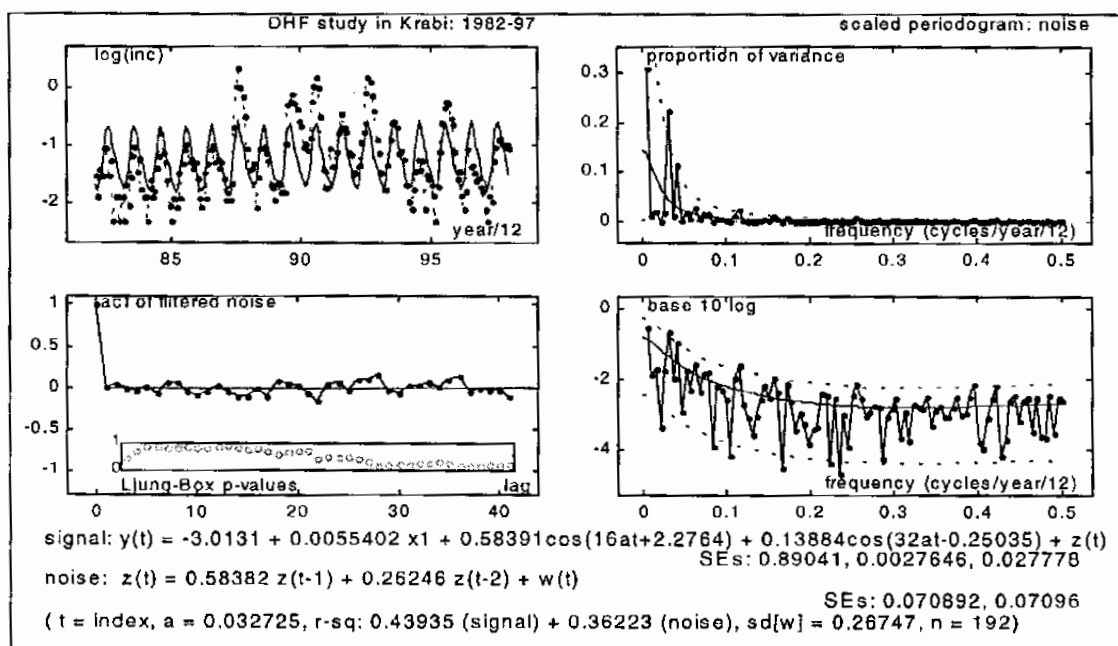 DHF study in Krabi: 1982-97
scaled periodogram: noise
log(inc)
0
-1
-2
year/12
85
90
95
proportion of variance
0.3
0.2
0.1
0
frequency (cycles/year/12)
0
0.1
0.2
0.3
0.4
0.5
acf of filtered noise
1
0.5
0
-0.5
-1
1
0
Ljung-Box p-values
lag
0
10
20
30
40
base 10 log
0
-2
-4
frequency (cycles/year/12)
0
0.1
0.2
0.3
0.4
0.5
signal: y(t) = -3.0131 + 0.0055402 x1 + 0.58391cos(16at+2.2764) + 0.13884cos(32at-0.25035) + z(t)
SEs: 0.89041, 0.0027646, 0.027778
noise: z(t) = 0.58382 z(t-1) + 0.26246 z(t-2) + w(t)
SEs: 0.070892, 0.07096
( t = index, a = 0.032725, r-sq: 0.43935 (signal) + 0.36223 (noise), sd[w] = 0.26747, n = 192)